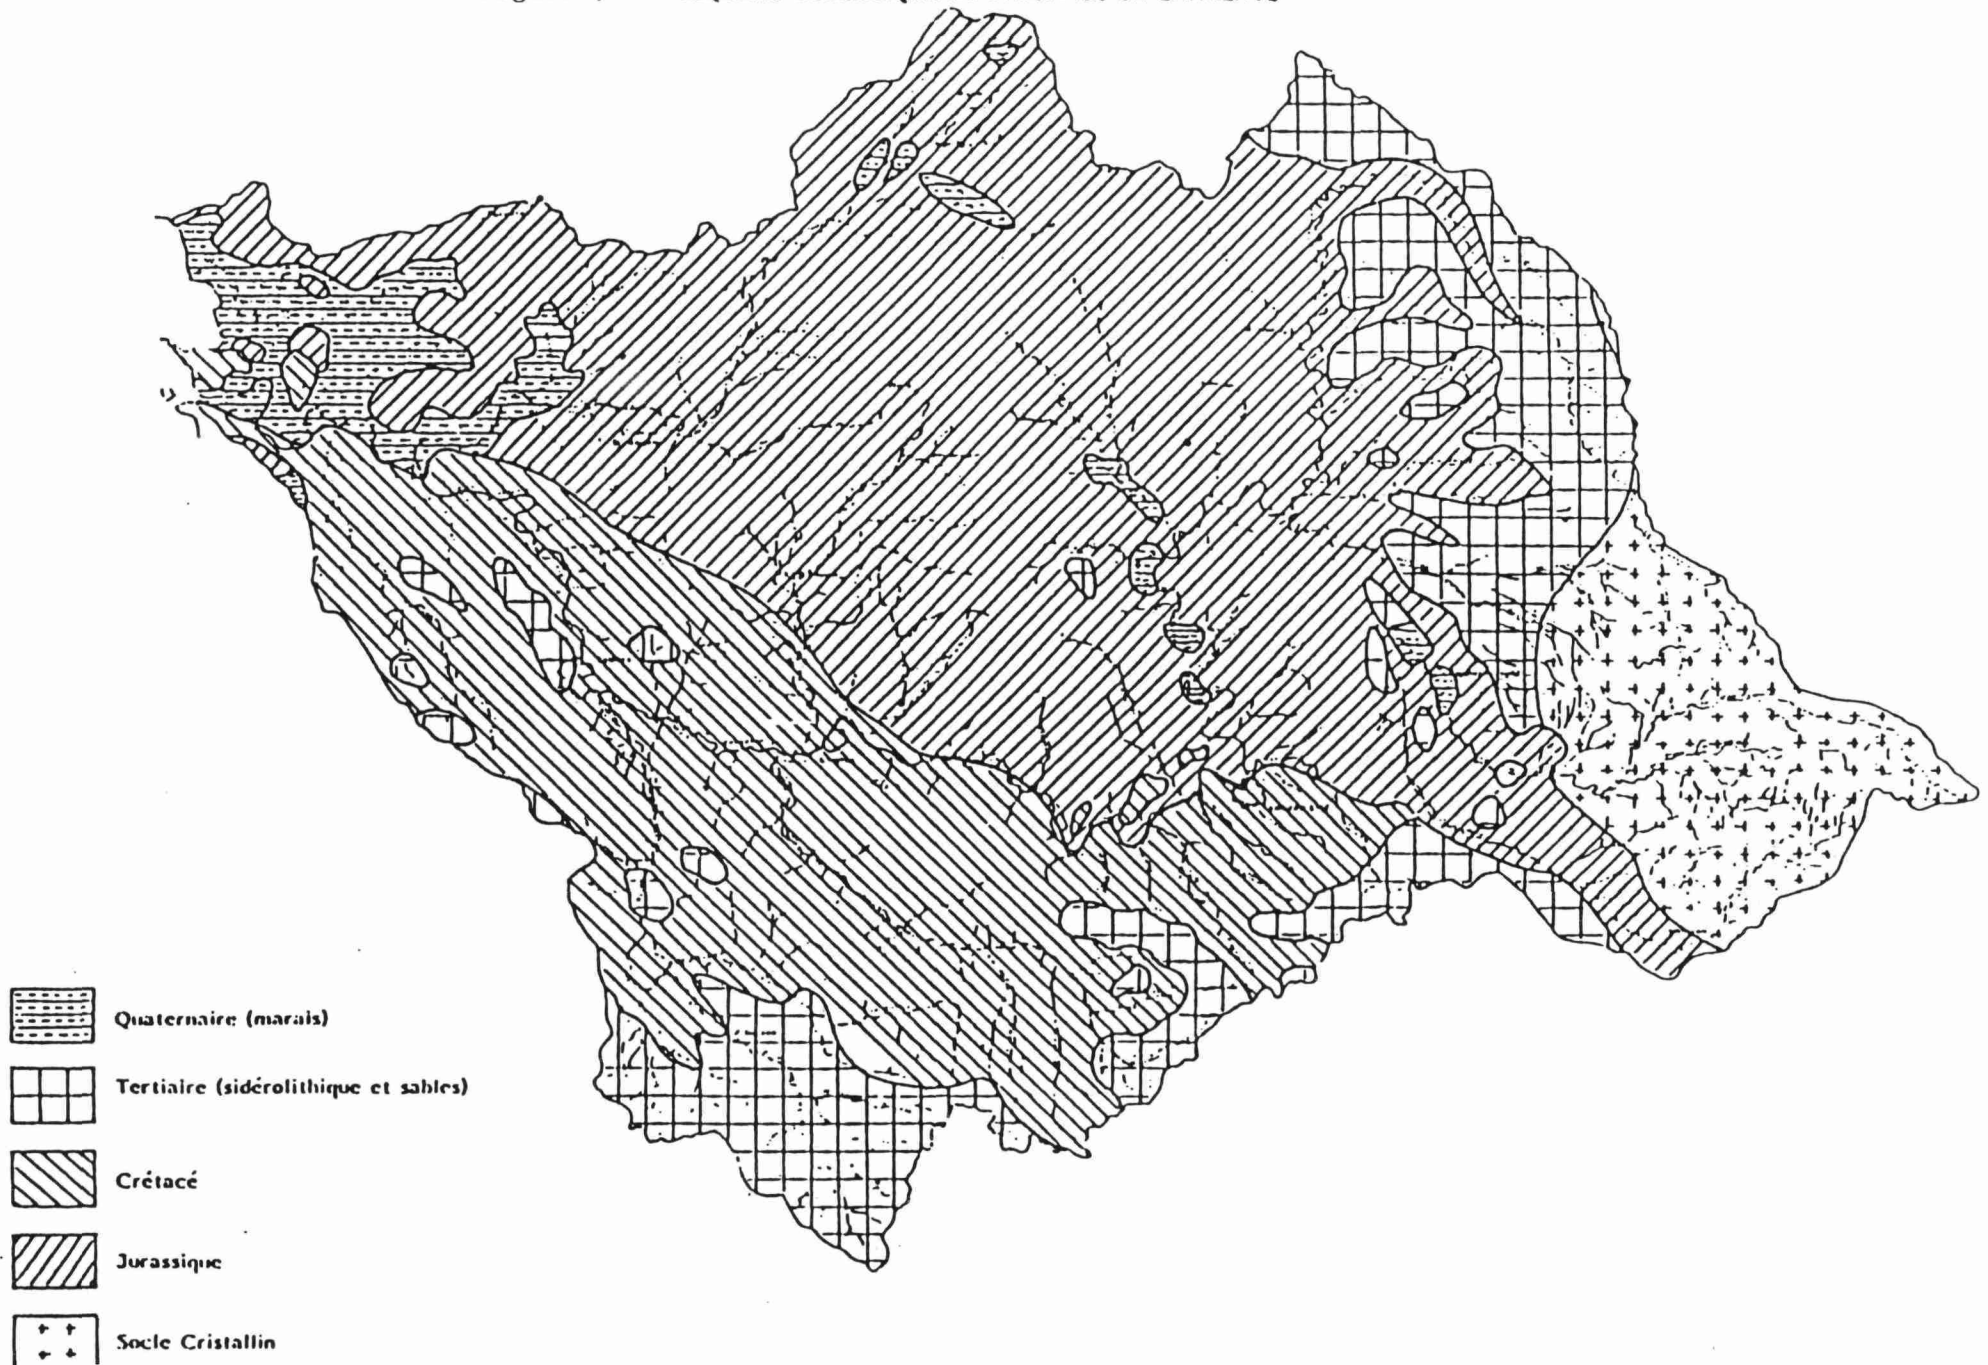 Quaternaire (marais)
Tertiaire (sidérolithique et sables)
Crétacé
Jurassique
Socle Cristallin